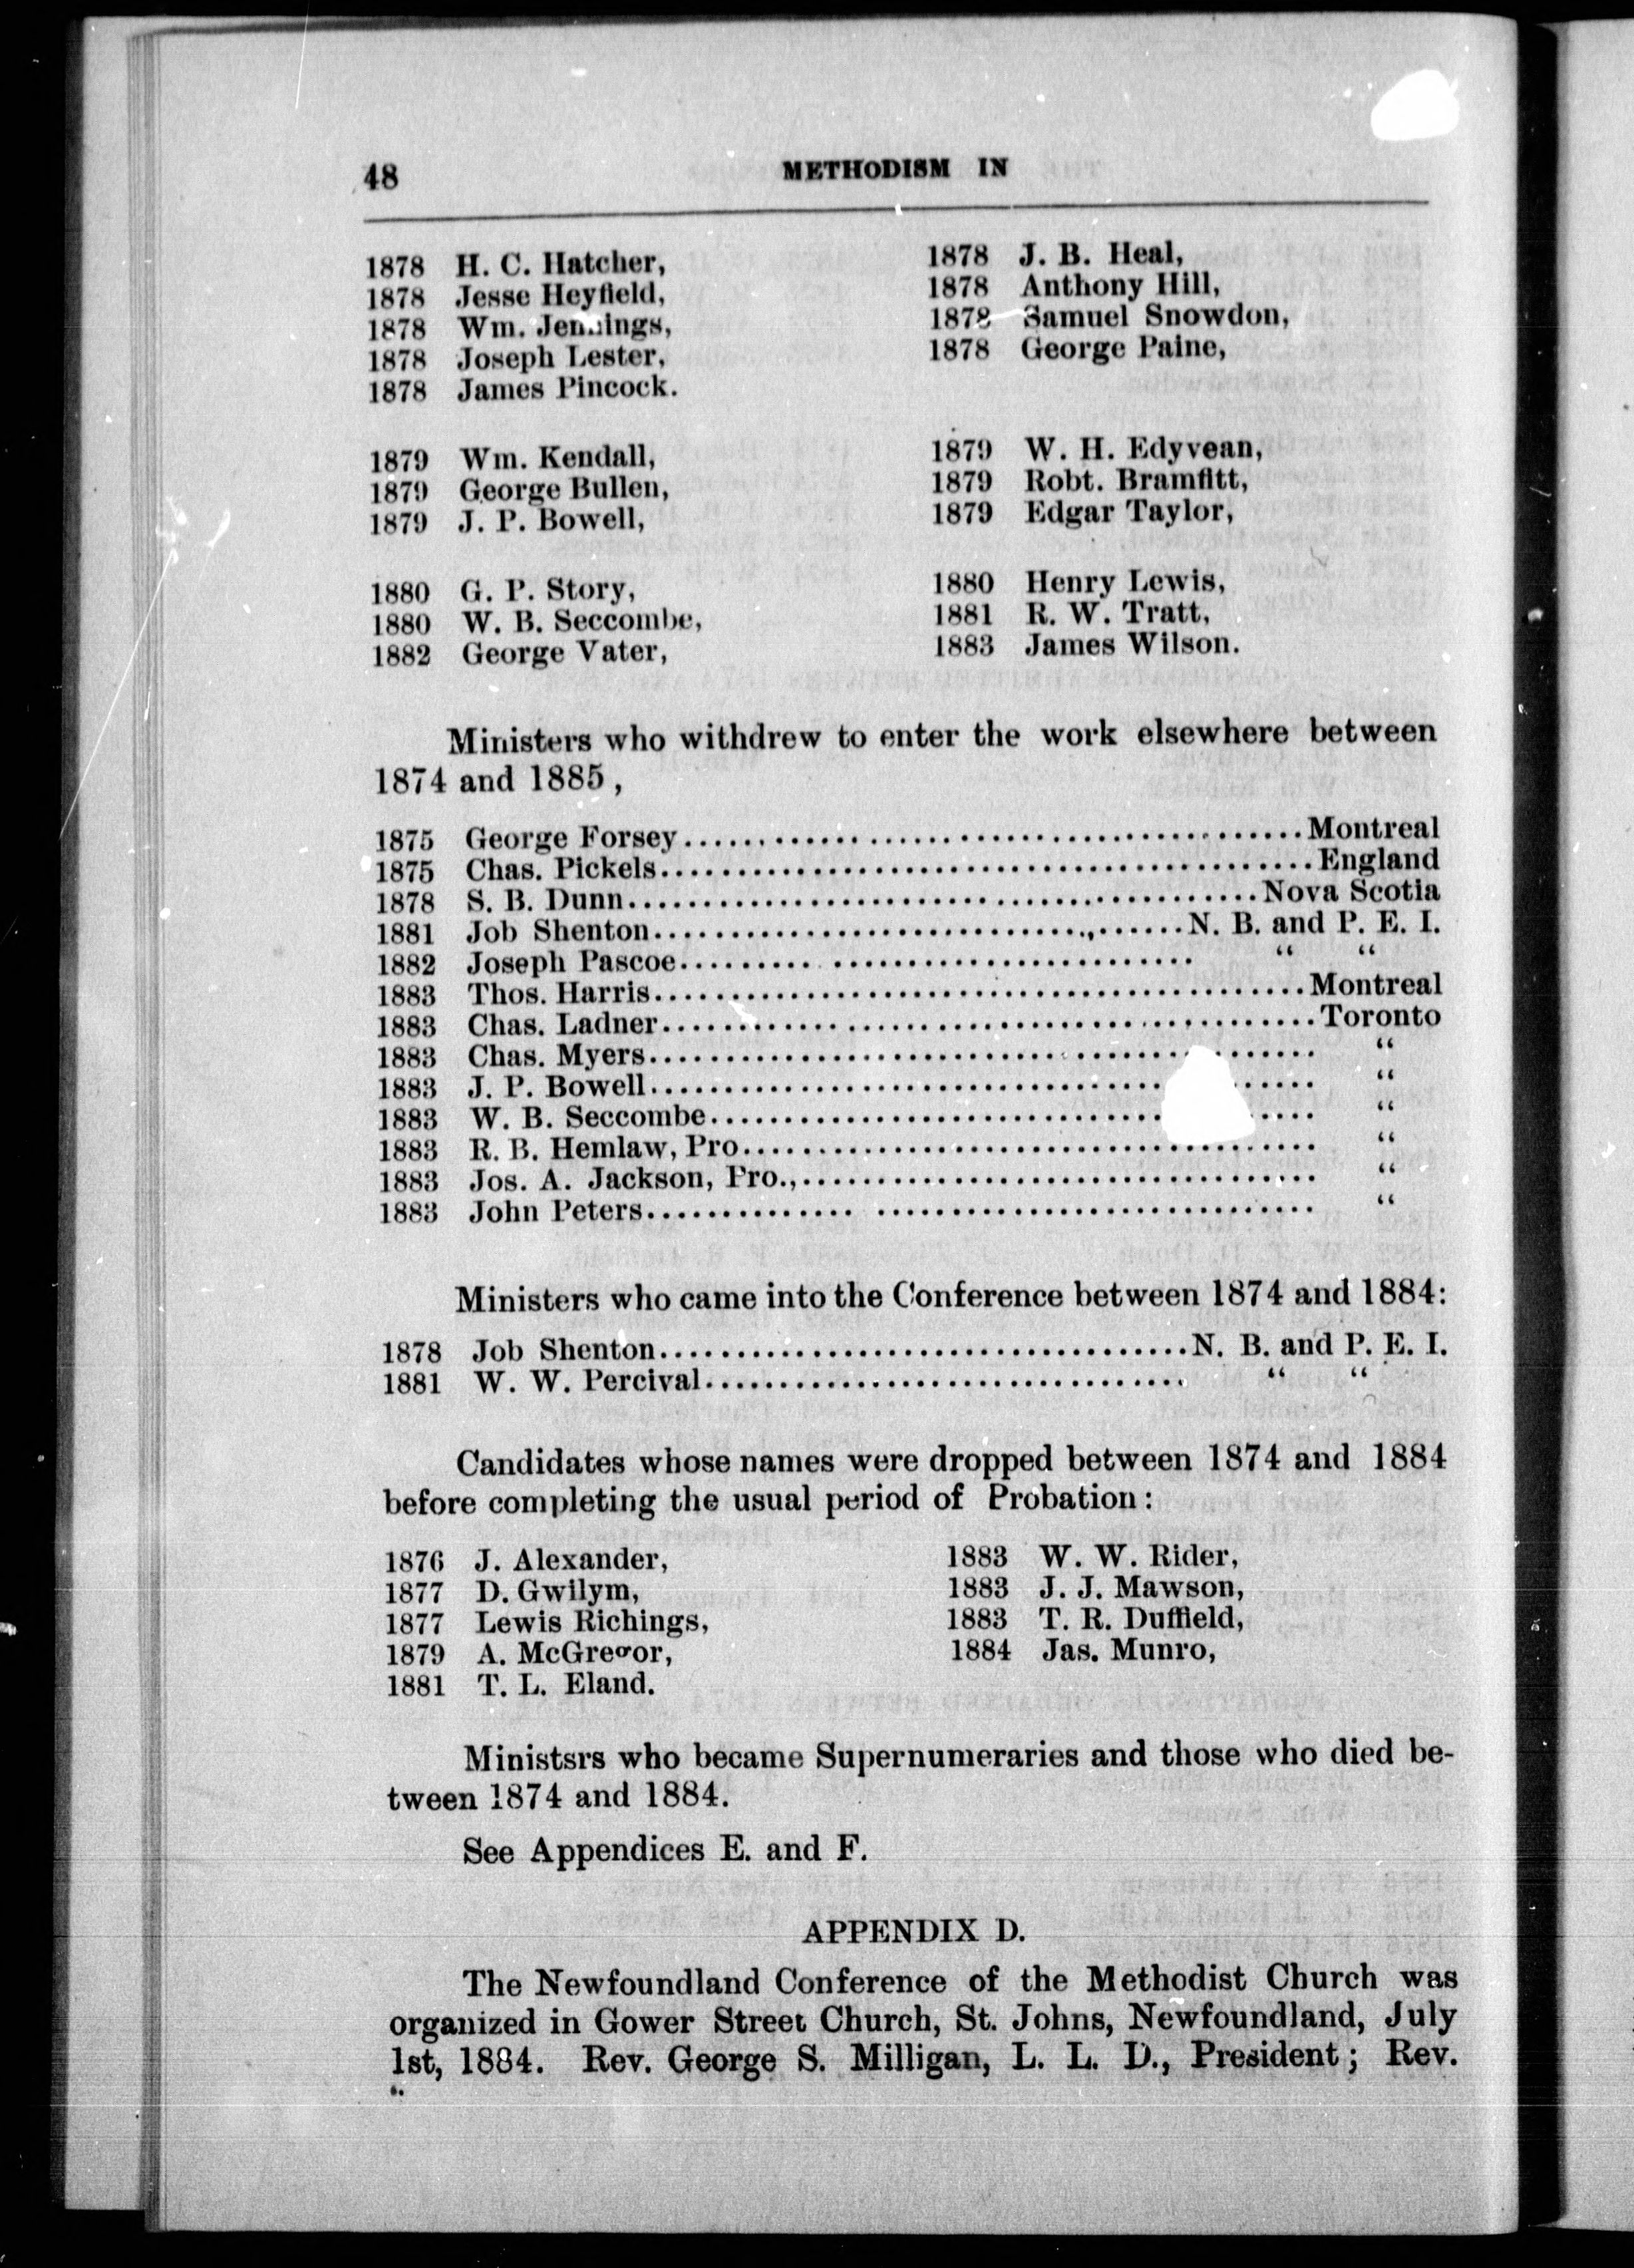 48 METHODISM IN
1878 H. C. Hatcher, 1878 J. B. Heal,
1878 Jesse Heyfield, 1878 Anthony Hill,
1878 Wm. Jennings, 1878 Samuel Snowdon,
1878 Joseph Lester, 1878 George Paine,
1878 James Pincock.
1879 Wm. Kendall, 1879 W. H. Edyvean,
1879 George Bullen, 1879 Robt. Bramfitt,
1879 J. P. Bowell, 1879 Edgar Taylor,
1880 G. P. Story, 1880 Henry Lewis,
1880 W. B. Seccombe, 1881 R. W. Tratt,
1882 George Vater, 1883 James Wilson.
Ministers who withdrew to enter the work elsewhere between
1874 and 1885,
1875 George Forsey........................................Montreal
1875 Chas. Pickels........................................England
1878 S. B. Dunn........................................Nova Scotia
1881 Job Shenton...................................N. B. and P. E. I.
1882 Joseph Pascoe................................... “ “
1883 Thos. Harris........................................Montreal
1883 Chas. Ladner........................................Toronto
1883 Chas. Myers........................................ “
1883 J. P. Bowell........................................ “
1883 W. B. Seccombe........................................ “
1883 R. B. Hemlaw, Pro........................................ “
1883 Jos. A. Jackson, Pro.,................................... “
1883 John Peters........................................ “
Ministers who came into the Conference between 1874 and 1884:
1878 Job Shenton...................................N. B. and P. E. I.
1881 W. W. Percival................................ “ “
Candidates whose names were dropped between 1874 and 1884
before completing the usual period of Probation:
1876 J. Alexander, 1883 W. W. Rider,
1877 D. Gwilym, 1883 J. J. Mawson,
1877 Lewis Richings, 1883 T. R. Duffield,
1879 A. McGregor, 1884 Jas. Munro,
1881 T. L. Eland.
Ministsrs who became Supernumeraries and those who died be-
tween 1874 and 1884.
See Appendices E. and F.
APPENDIX D.
The Newfoundland Conference of the Methodist Church was
organized in Gower Street Church, St. Johns, Newfoundland, July
1st, 1884. Rev. George S. Milligan, L. L. D., President; Rev.